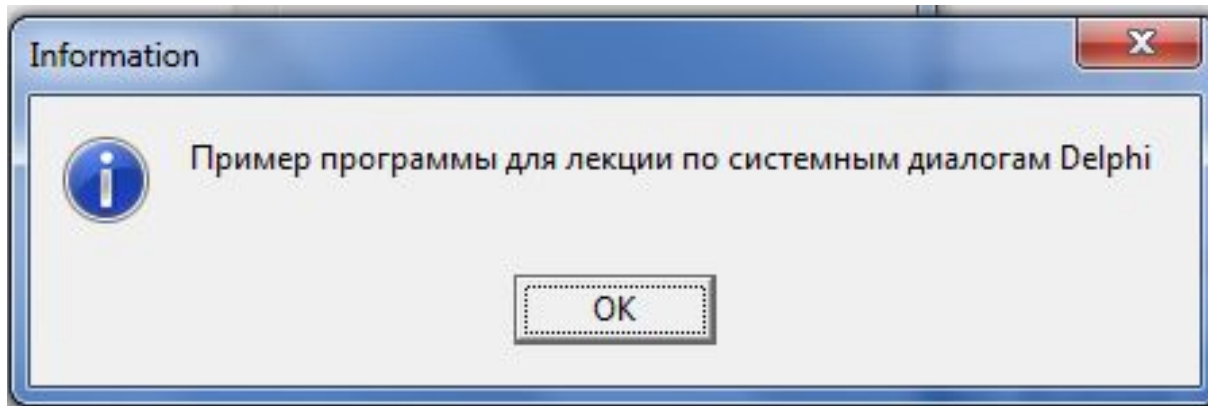 Information
Пример программы для лекции по системным диалогам Delphi
OK